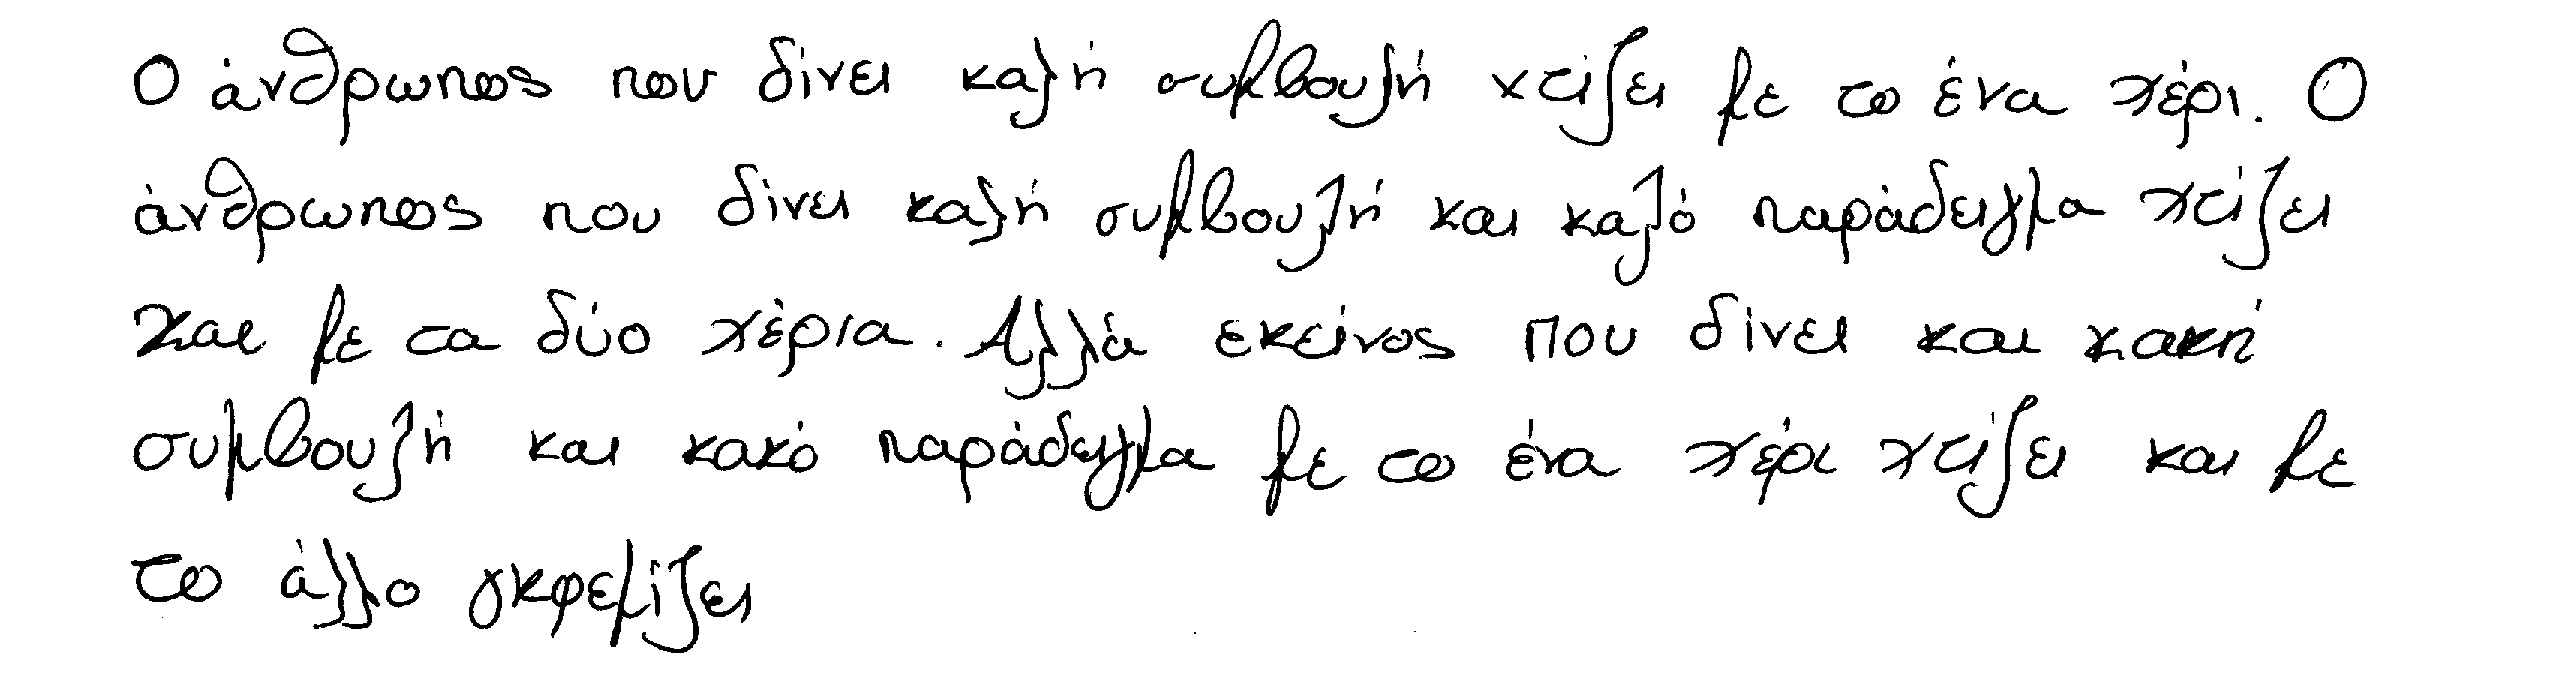 Ο άνθρωπος που δίνει καλή συμβουλή χτίζει με το ένα χέρι. Ο
άνθρωπος που δίνει καλή συμβουλή και καλό παράδειγμα χτίζει
και με τα δύο χέρια. Αλλά εκείνος που δίνει και κακή
συμβουλή και κακό παράδειγμα με το ένα χέρι χτίζει και με
το άλλο γκρεμίζει